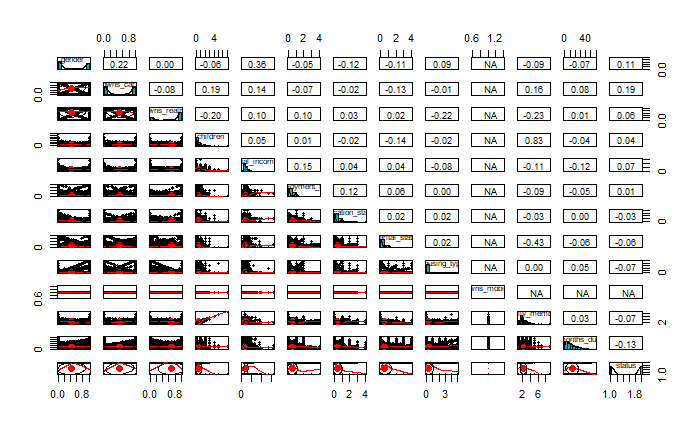 0.0 0.8 0 4 0 2 4 0 2 4 0.6 1.2 0 40
gender 0.22 0.00 -0.06 0.36 -0.05 -0.12 -0.11 0.09 NA -0.09 -0.07 0.11 0.0
0.0 -0.08 0.19 0.14 -0.07 -0.02 -0.13 -0.01 NA 0.16 0.08 0.19
-0.20 0.10 0.10 0.03 0.02 -0.22 NA -0.23 0.01 0.06 0.0
0 children 0.05 0.01 -0.02 -0.14 -0.02 NA 0.83 -0.04 0.04
0.15 0.04 0.04 -0.08 NA -0.11 -0.12 0.07 0
0 0.12 0.06 0.00 NA -0.09 -0.05 0.01
0.02 0.02 NA -0.03 0.00 -0.03 0
0 0.02 NA -0.43 -0.06 -0.06
NA 0.00 0.05 -0.07 0
0.6 NA NA NA
0.03 -0.07 2
0 -0.13
status 1.0
0.0 0.8 0.0 0.8 0 0 2 4 0 3 2 6 1.0 1.8